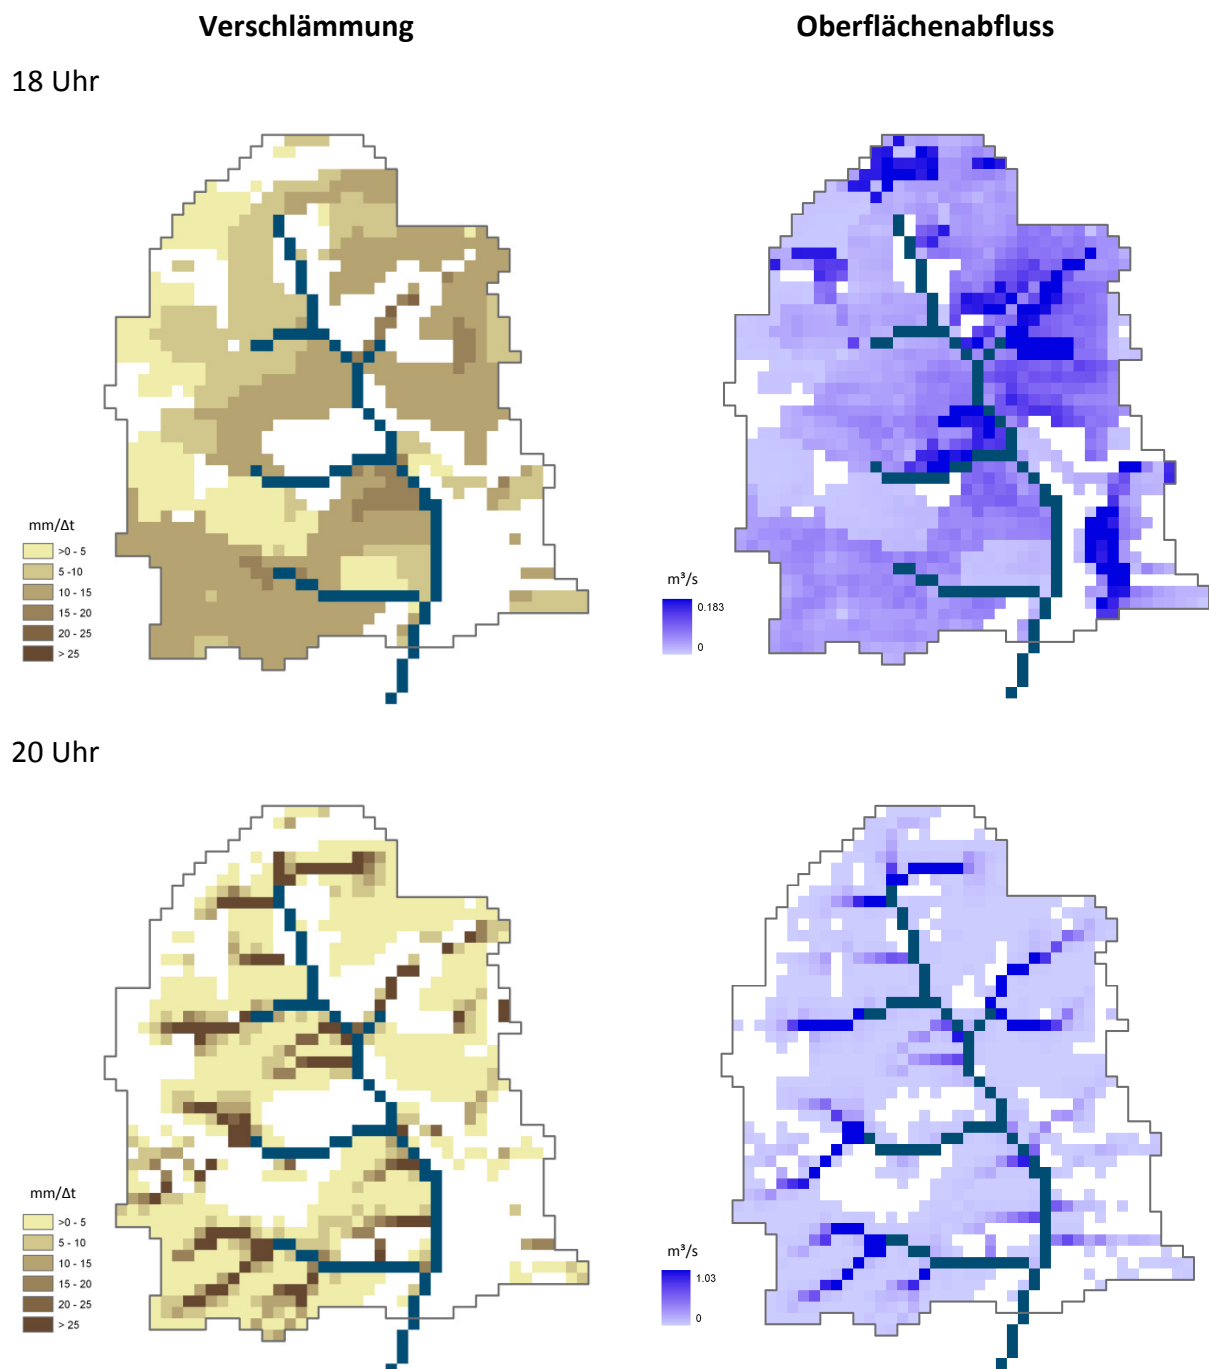 Verschlämmung
Oberflächenabfluss
18 Uhr
mm/Δt
>0 - 5
5 -10
10 - 15
15 - 20
20 - 25
> 25
m³/s
0.183
0
20 Uhr
mm/Δt
>0 - 5
5 - 10
10 - 15
15 - 20
20 - 25
> 25
m³/s
1.03
0